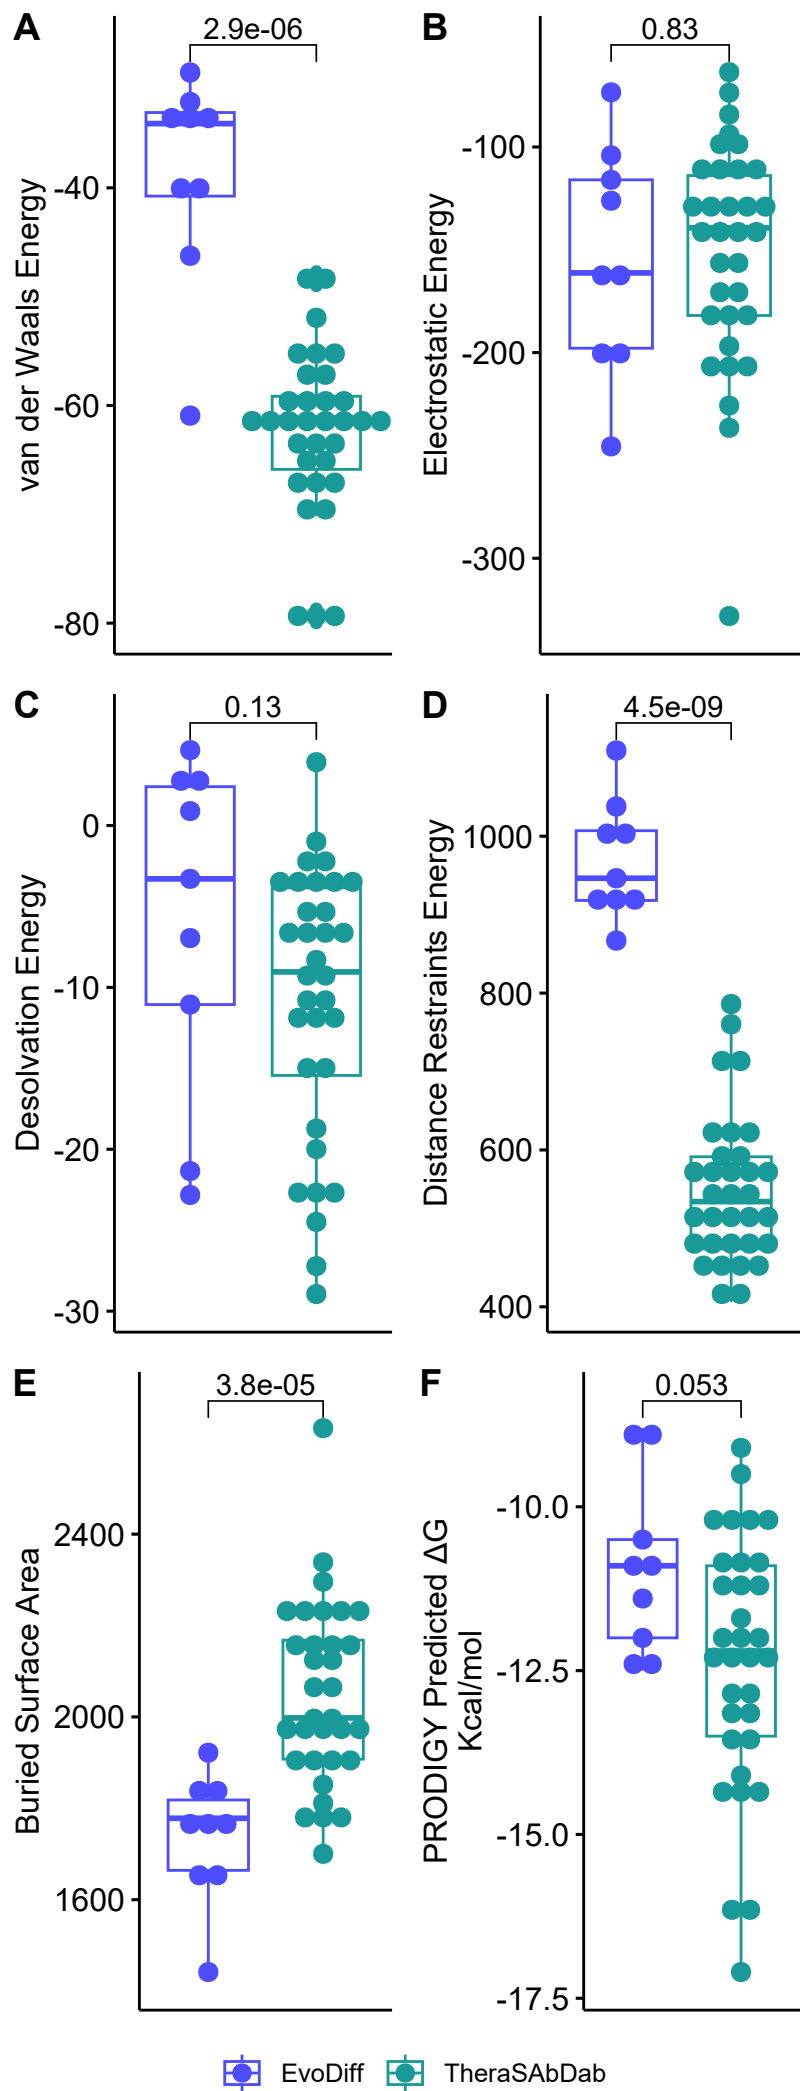 A
2.9e-06
van der Waals Energy
-40
-60
-80
B
0.83
Electrostatic Energy
-100
-200
-300
C
0.13
Desolvation Energy
0
-10
-20
-30
D
4.5e-09
Distance Restraints Energy
1000
800
600
400
E
3.8e-05
Buried Surface Area
2400
2000
1600
F
0.053
PRODIGY Predicted ΔG
Kcal/mol
-10.0
-12.5
-15.0
-17.5
EvoDiff
TheraSAbDab